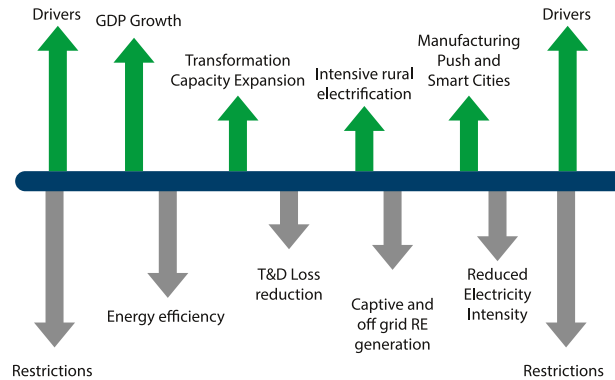 Drivers
GDP Growth
Transformation
Capacity Expansion
Intensive rural
electrification
Manufacturing
Push and
Smart Cities
Drivers
Restrictions
Energy efficiency
T&D Loss
reduction
Captive and
off grid RE
generation
Reduced
Electricity
Intensity
Restrictions